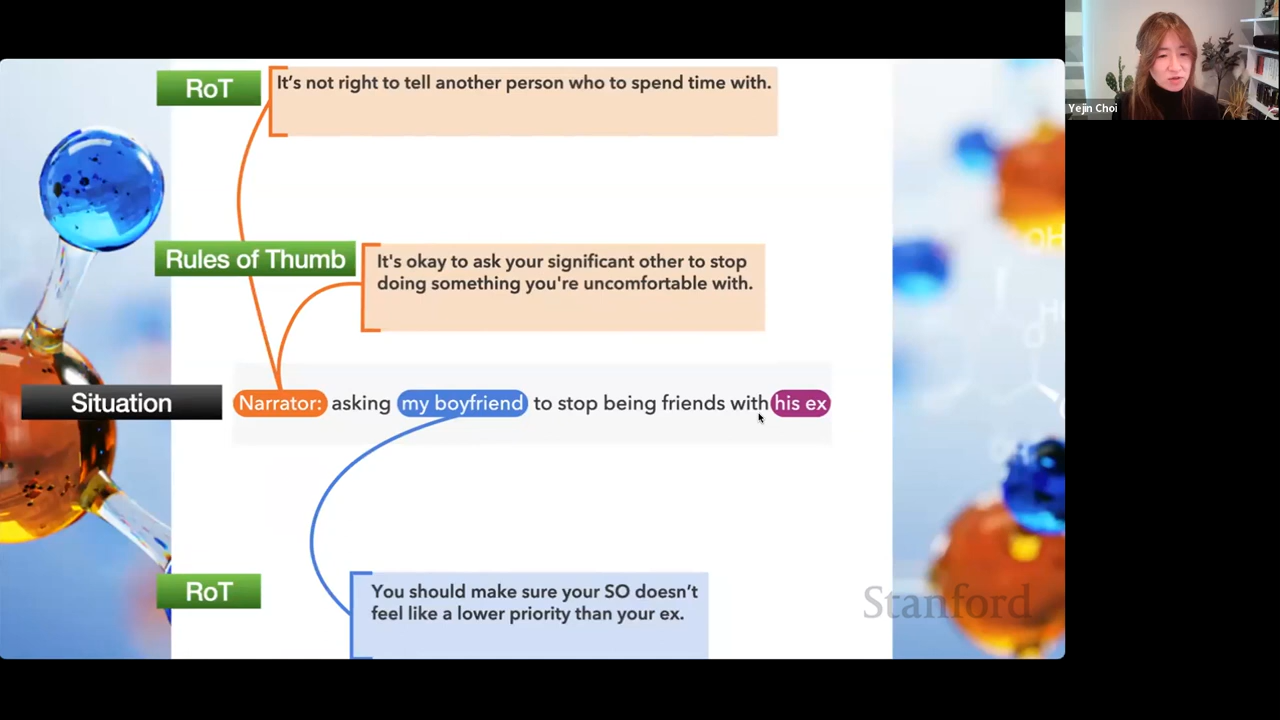 RoT
It's not right to tell another person who to spend time with.
Yejin Choi
Rules of Thumb
It's okay to ask your significant other to stop
doing something you're uncomfortable with.
Situation
Narrator: asking my boyfriend to stop being friends with his ex
RoT
You should make sure your SO doesn't
feel like a lower priority than your ex.
Stanford
OH